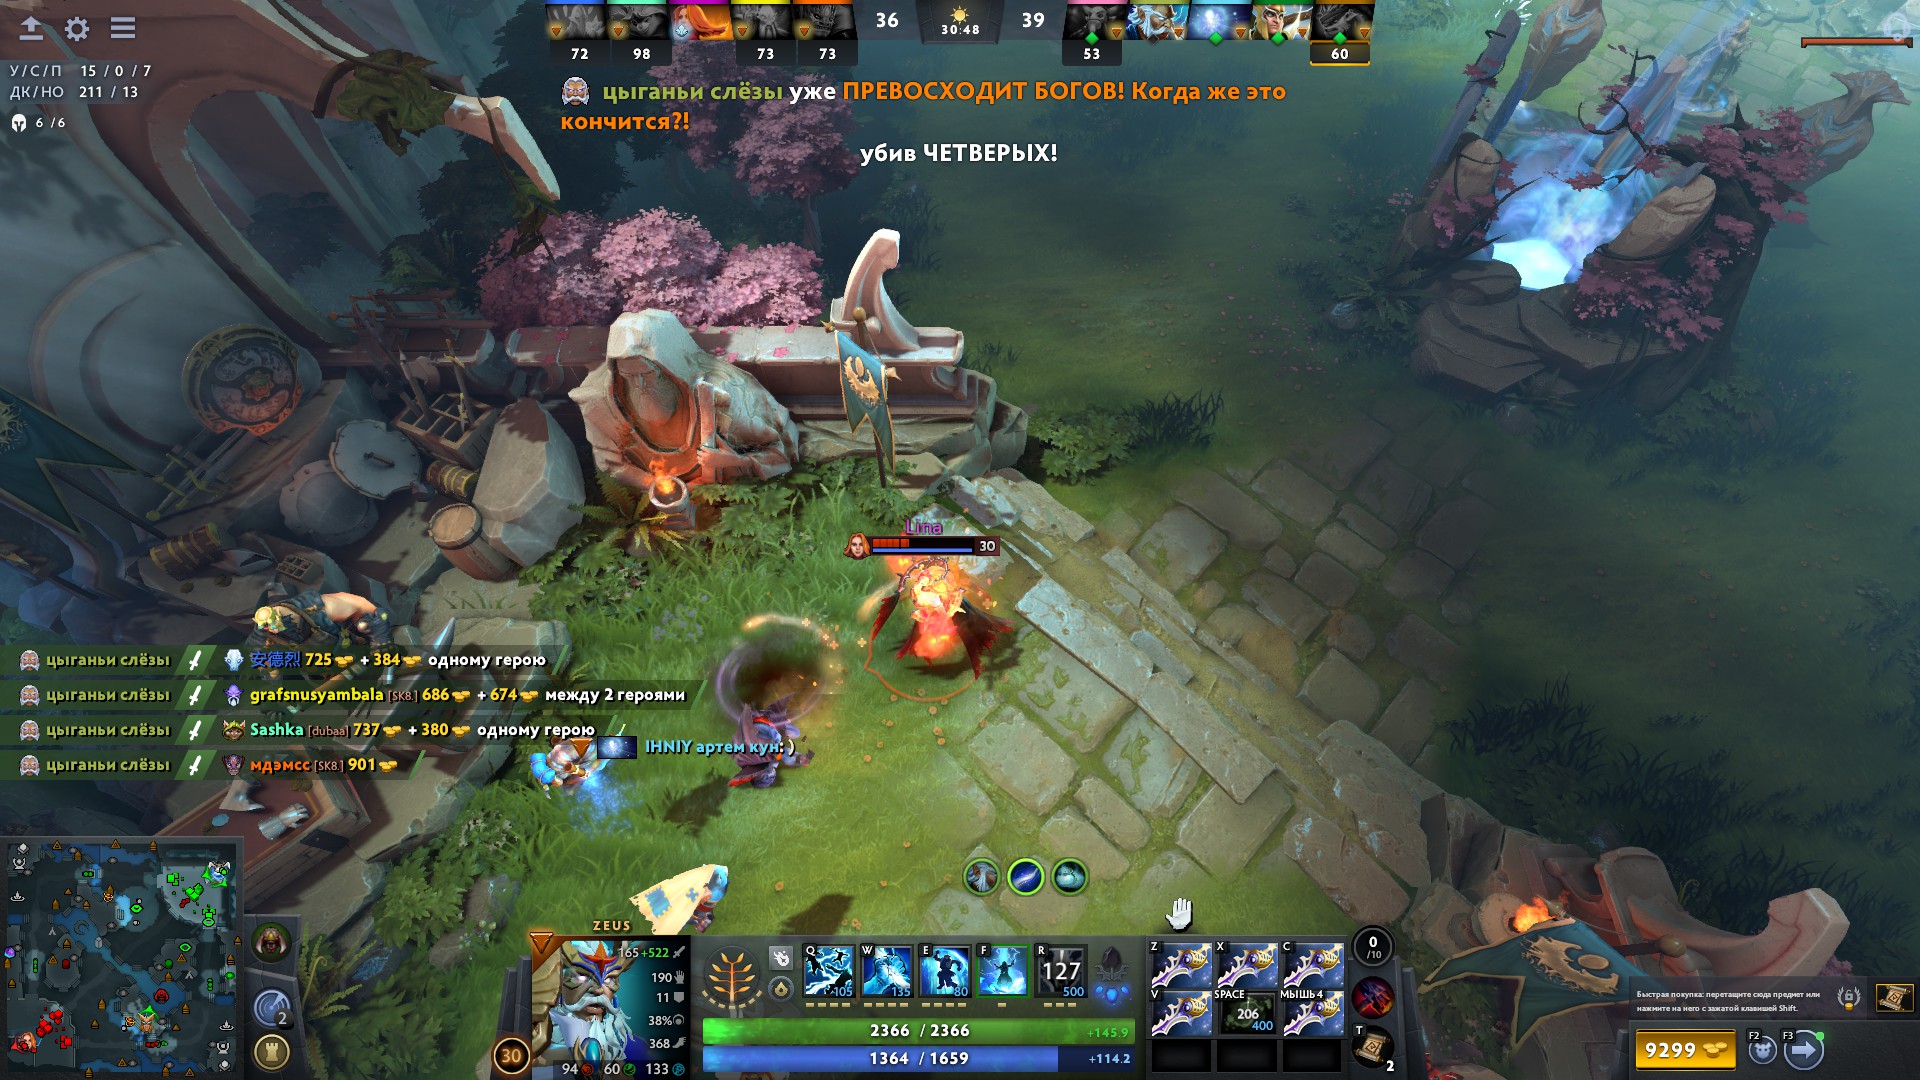 36
30:48
39
72
98
73
73
53
60
У/С/П 15 / 0 / 7
ДК/НО 211 / 13
6 /6
цыганьи слёзы уже ПРЕВОСХОДИТ БОГОВ! Когда же это
кончится?!
убив ЧЕТВЕРЫХ!
Lina
30
цыганьи слёзы 安德烈 725 + 384 одному герою
цыганьи слёзы grafsnusyambala [SK8.] 686 + 674 между 2 героями
цыганьи слёзы Sashka [dubaa] 737 + 380 одному герою
цыганьи слёзы мдэмсс [SK8.] 901
IHNIY артем кун: )
2
ZEUS
30
165+522
190
11
38%
368
94 60 133
Q 105
W 135
E 80
F
R 127 500
2366 / 2366 +145.9
1364 / 1659 +114.2
Z X C
V SPACE МЫШЬ 4
206
400
0
/10
T
2
Быстрая покупка: перетащите сюда предмет или
нажмите на него с зажатой клавишей Shift.
9299
F2 F3